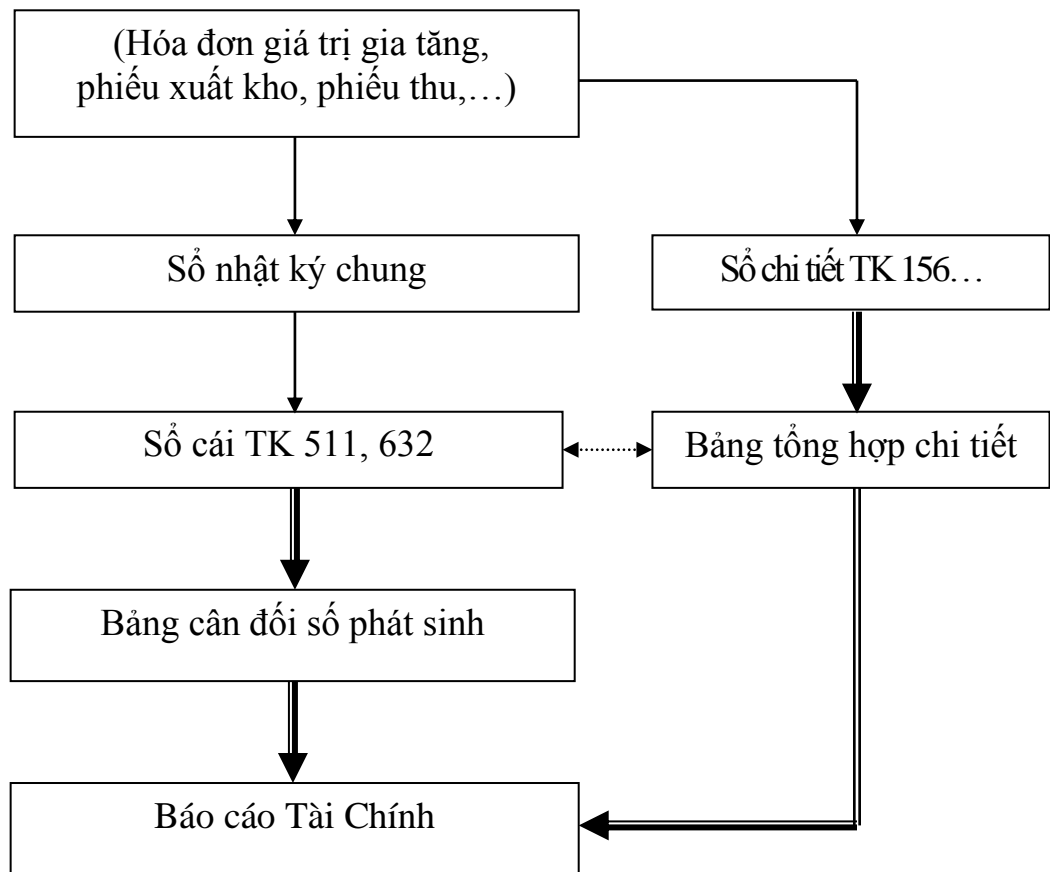 (Hóa đơn giá trị gia tăng,
phiếu xuất kho, phiếu thu,…)
Sổ nhật ký chung
Sổ chi tiết TK 156…
Sổ cái TK 511, 632
Bảng tổng hợp chi tiết
Bảng cân đối số phát sinh
Báo cáo Tài Chính